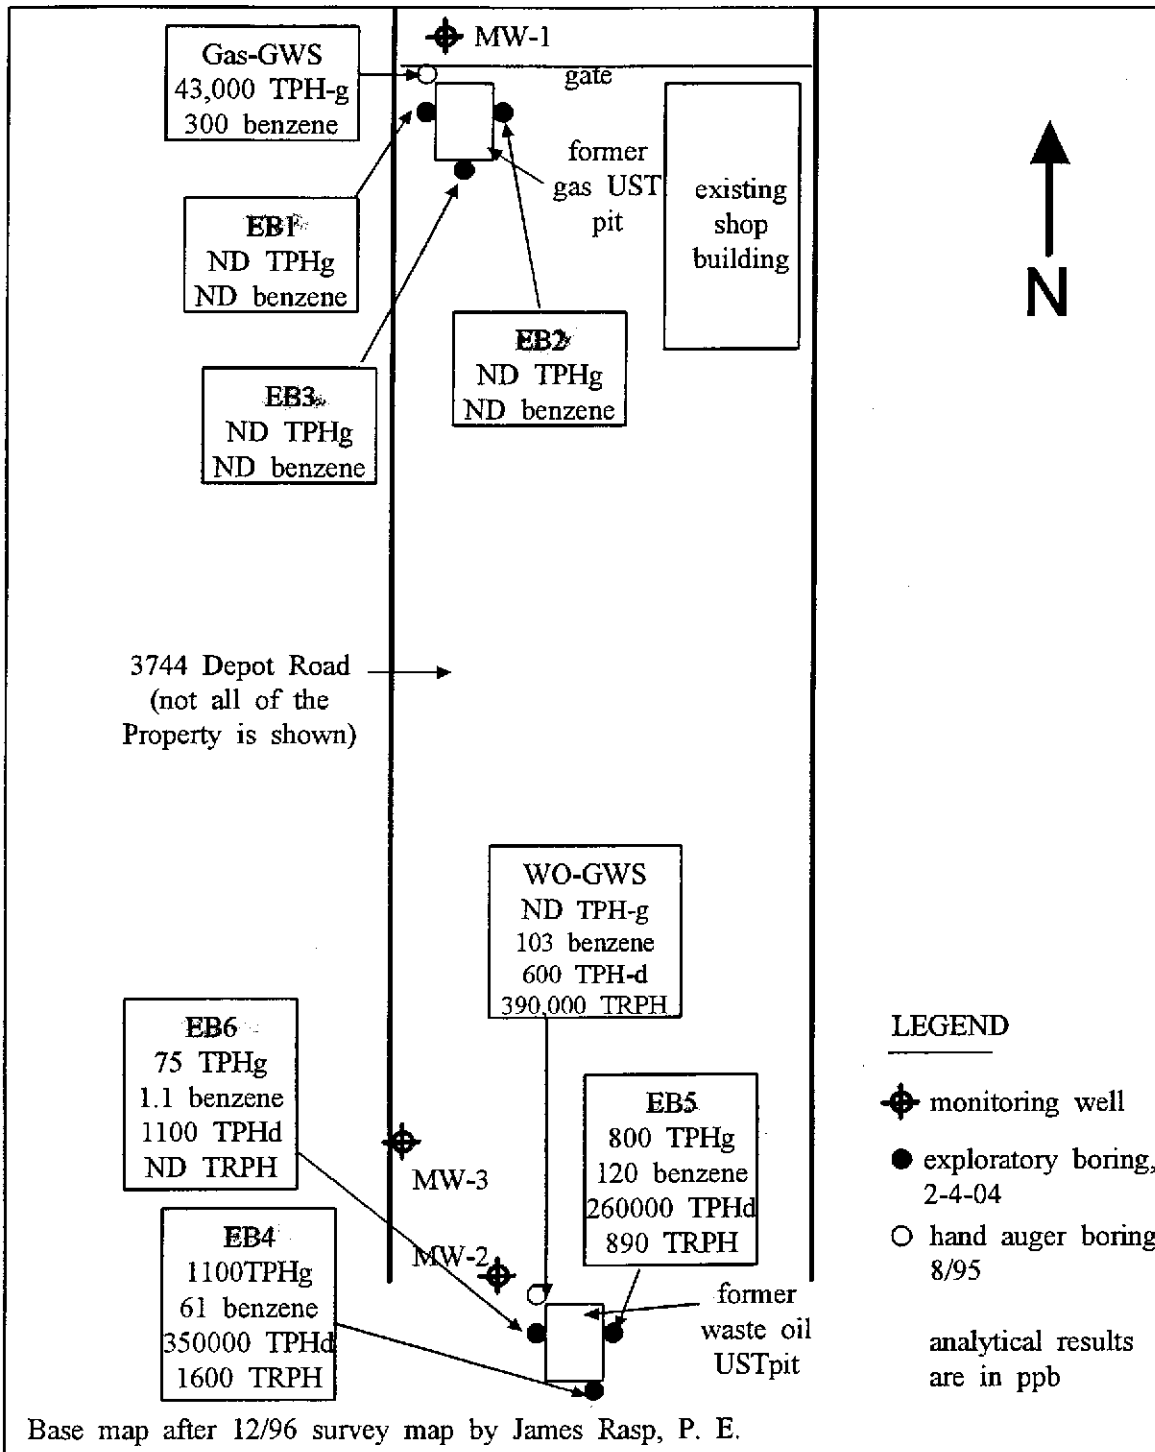 MW-1
Gas-GWS
43,000 TPH-g
300 benzene
gate
former
gas UST
pit
existing
shop
building
N
EB1
ND TPHg
ND benzene
EB2
ND TPHg
ND benzene
EB3
ND TPHg
ND benzene
3744 Depot Road
(not all of the
Property is shown)
WO-GWS
ND TPH-g
103 benzene
600 TPH-d
390,000 TRPH
EB6
75 TPHg
1.1 benzene
1100 TPHd
ND TRPH
MW-3
EB5
800 TPHg
120 benzene
260000 TPHd
890 TRPH
EB4
1100TPHg
61 benzene
350000 TPHd
1600 TRPH
MW-2
former
waste oil
USTpit
LEGEND
monitoring well
exploratory boring,
2-4-04
hand auger boring
8/95
analytical results
are in ppb
Base map after 12/96 survey map by James Rasp, P. E.